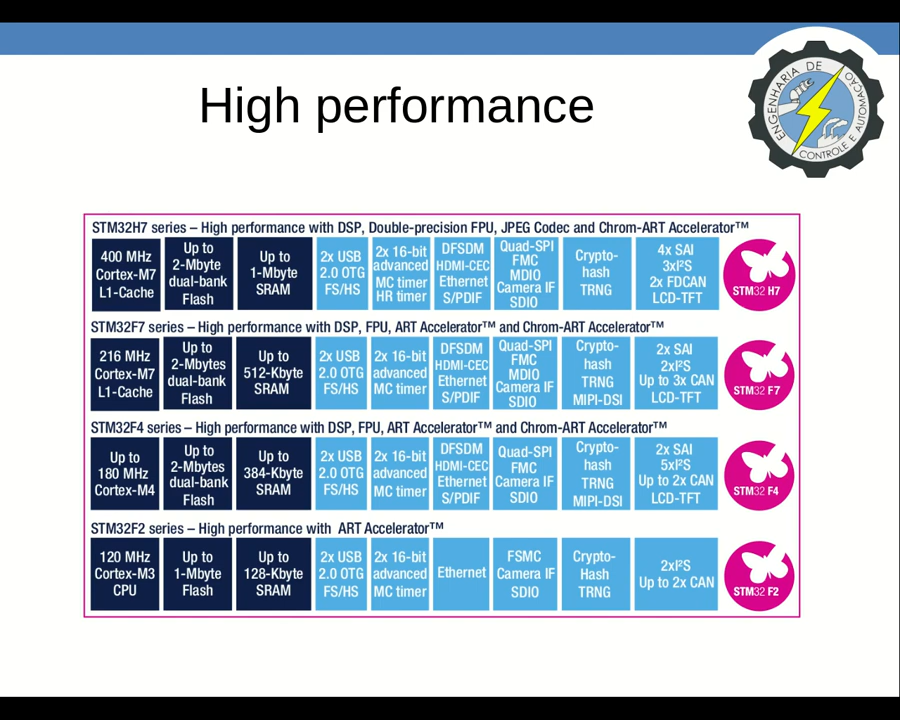 High performance
ENGENHARIA DE
CONTROLE E AUTOMAÇÃO
STM32H7 series – High performance with DSP, Double-precision FPU, JPEG Codec and Chrom-ART Accelerator™
400 MHz
Cortex-M7
L1-Cache
Up to
2-Mbyte
dual-bank
Flash
Up to
1-Mbyte
SRAM
2x USB
2.0 OTG
FS/HS
2x 16-bit
advanced
MC timer
HR timer
DFSDM
HDMI-CEC
Ethernet
S/PDIF
Quad-SPI
FMC
MDIO
Camera IF
SDIO
Crypto-
hash
TRNG
4x SAI
3xI²S
2x FDCAN
LCD-TFT
STM32 H7
STM32F7 series – High performance with DSP, FPU, ART Accelerator™ and Chrom-ART Accelerator™
216 MHz
Cortex-M7
L1-Cache
Up to
2-Mbytes
dual-bank
Flash
Up to
512-Kbyte
SRAM
2x USB
2.0 OTG
FS/HS
2x 16-bit
advanced
MC timer
DFSDM
HDMI-CEC
Ethernet
S/PDIF
Quad-SPI
FMC
MDIO
Camera IF
SDIO
Crypto-
hash
TRNG
MIPI-DSI
2x SAI
2xI²S
Up to 3x CAN
LCD-TFT
STM32 F7
STM32F4 series – High performance with DSP, FPU, ART Accelerator™ and Chrom-ART Accelerator™
Up to
180 MHz
Cortex-M4
Up to
2-Mbytes
dual-bank
Flash
Up to
384-Kbyte
SRAM
2x USB
2.0 OTG
FS/HS
2x 16-bit
advanced
MC timer
DFSDM
HDMI-CEC
Ethernet
S/PDIF
Quad-SPI
FMC
Camera IF
SDIO
Crypto-
hash
TRNG
MIPI-DSI
2x SAI
5xI²S
Up to 2x CAN
LCD-TFT
STM32 F4
STM32F2 series – High performance with ART Accelerator™
120 MHz
Cortex-M3
CPU
Up to
1-Mbyte
Flash
Up to
128-Kbyte
SRAM
2x USB
2.0 OTG
FS/HS
2x 16-bit
advanced
MC timer
Ethernet
FSMC
Camera IF
SDIO
Crypto-
Hash
TRNG
2xI²S
Up to 2x CAN
STM32 F2